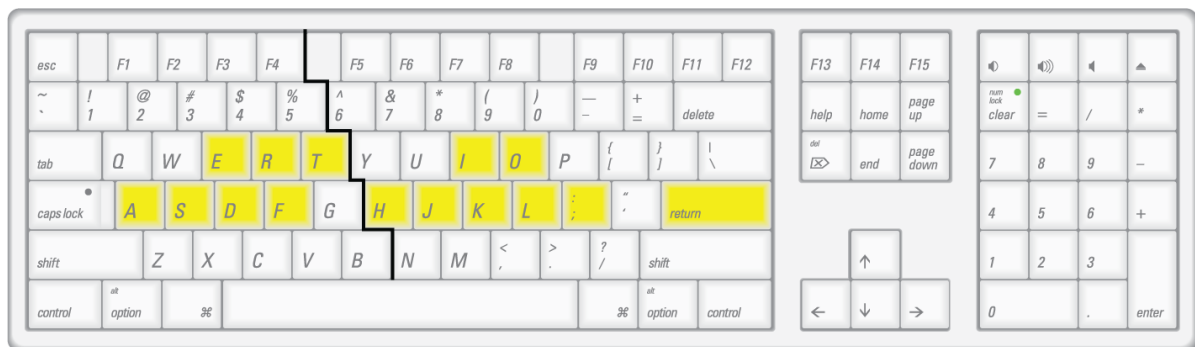 esc F1 F2 F3 F4 F5 F6 F7 F8 F9 F10 F11 F12 F13 F14 F15
~ ! @ # $ % ^ & * ( ) — +
` 1 2 3 4 5 6 7 8 9 0 – = delete help home page up num lock clear = / *
tab Q W E R T Y U I O P { [ } ] | \ del end page down 7 8 9 –
caps lock A S D F G H J K L : ; " ' return 4 5 6 +
shift Z X C V B N M < , > . ? / shift ↑ 1 2 3
control alt option ⌘ ⌘ alt option control ← ↓ → 0 . enter